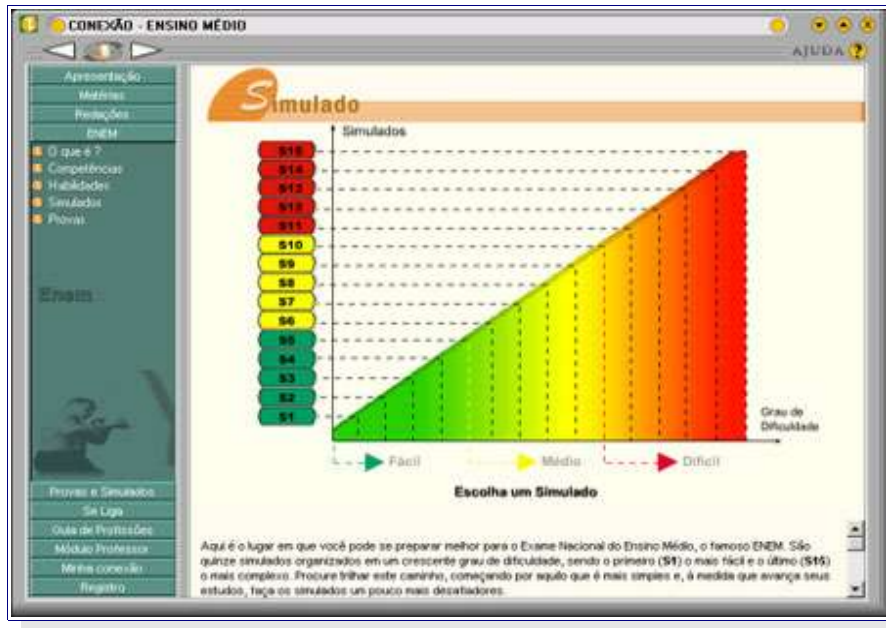 CONEXÃO - ENSINO MÉDIO
AJUDA ?
Apresentação
Matérias
Redações
ENEM
O que é ?
Competências
Habilidades
Simulados
Provas
Enem
Provas e Simulados
Se Liga
Guia de Profissões
Módulo Professor
Minha conexão
Registro
Simulado
Simulados
S15
S14
S13
S12
S11
S10
S9
S8
S7
S6
S5
S4
S3
S2
S1
Grau de
Dificuldade
Fácil
Médio
Difícil
Escolha um Simulado
Aqui é o lugar em que você pode se preparar melhor para o Exame Nacional do Ensino Médio, o famoso ENEM. São
quinze simulados organizados em um crescente grau de dificuldade, sendo o primeiro (S1) o mais fácil e o último (S15)
o mais complexo. Procure trilhar este caminho, começando por aquilo que é mais simples e, à medida que avança seus
estudos, faça os simulados um pouco mais desafiadores.